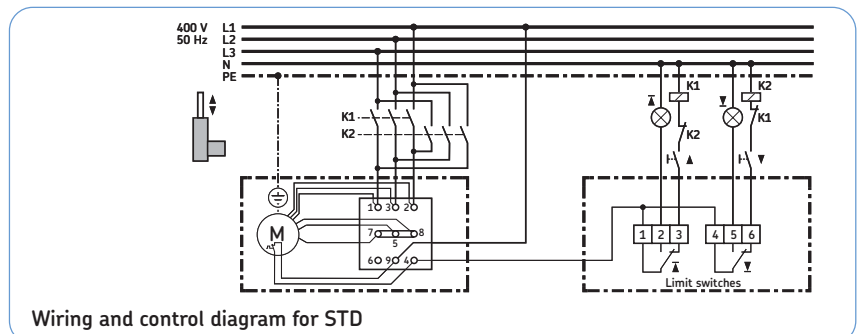 400 V L1
50 Hz L2
L3
N
PE
K1 K2
K1
K2
K1
K2
1 3 2
M
7 8
5
6 9 4
1 2 3 4 5 6
Limit switches
Wiring and control diagram for STD